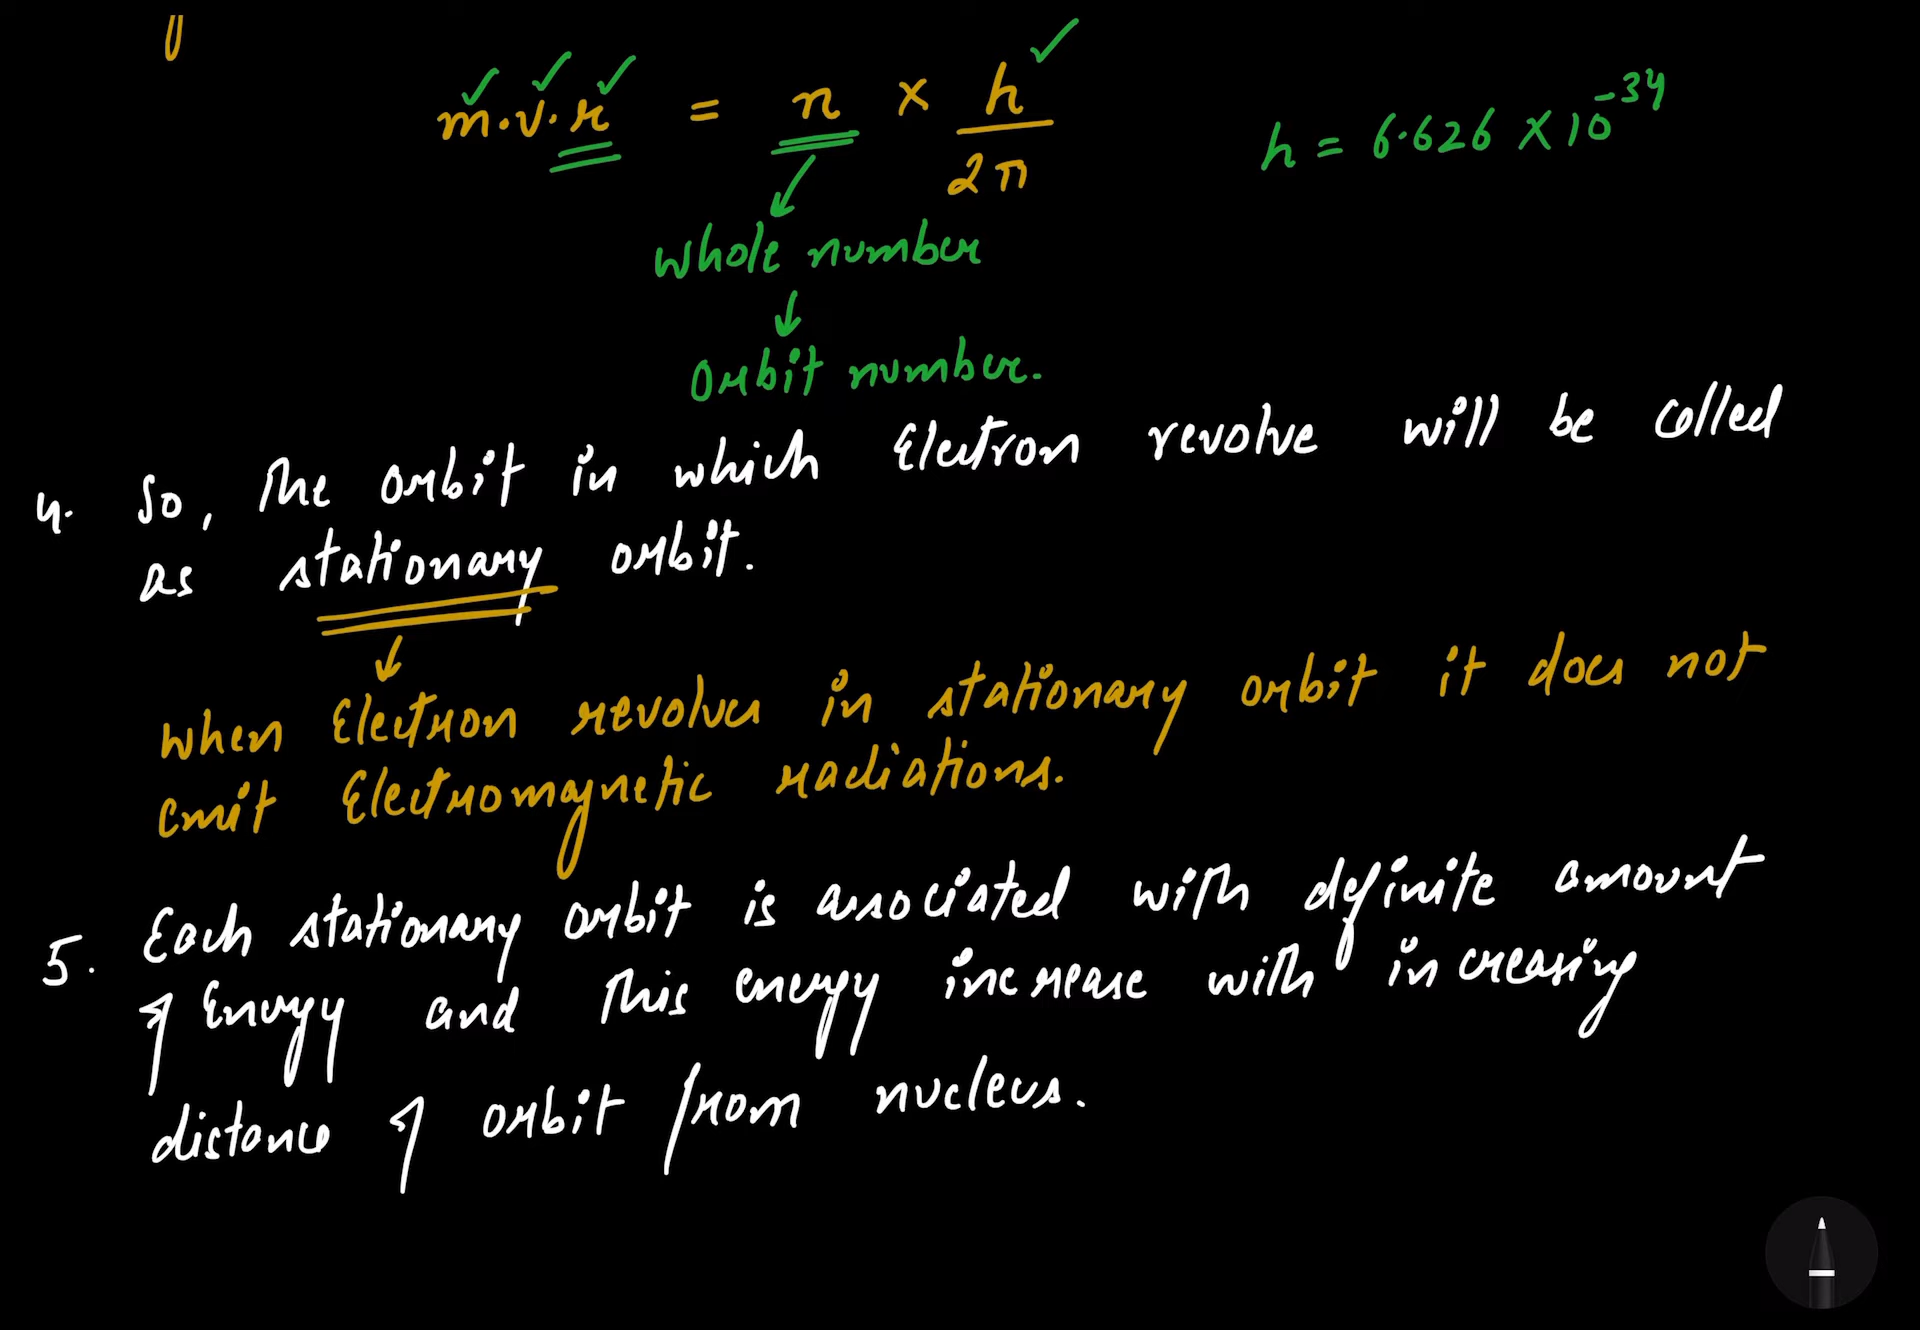 m.v.r = n × h/2π
h = 6.626 × 10⁻³⁴
whole number
orbit number.
4. So, the orbit in which Electron revolve will be called
as stationary orbit.
when Electron revolves in stationary orbit it does not
emit Electromagnetic radiations.
5. Each stationary orbit is associated with definite amount
of Energy and this energy increase with increasing
distance of orbit from nucleus.